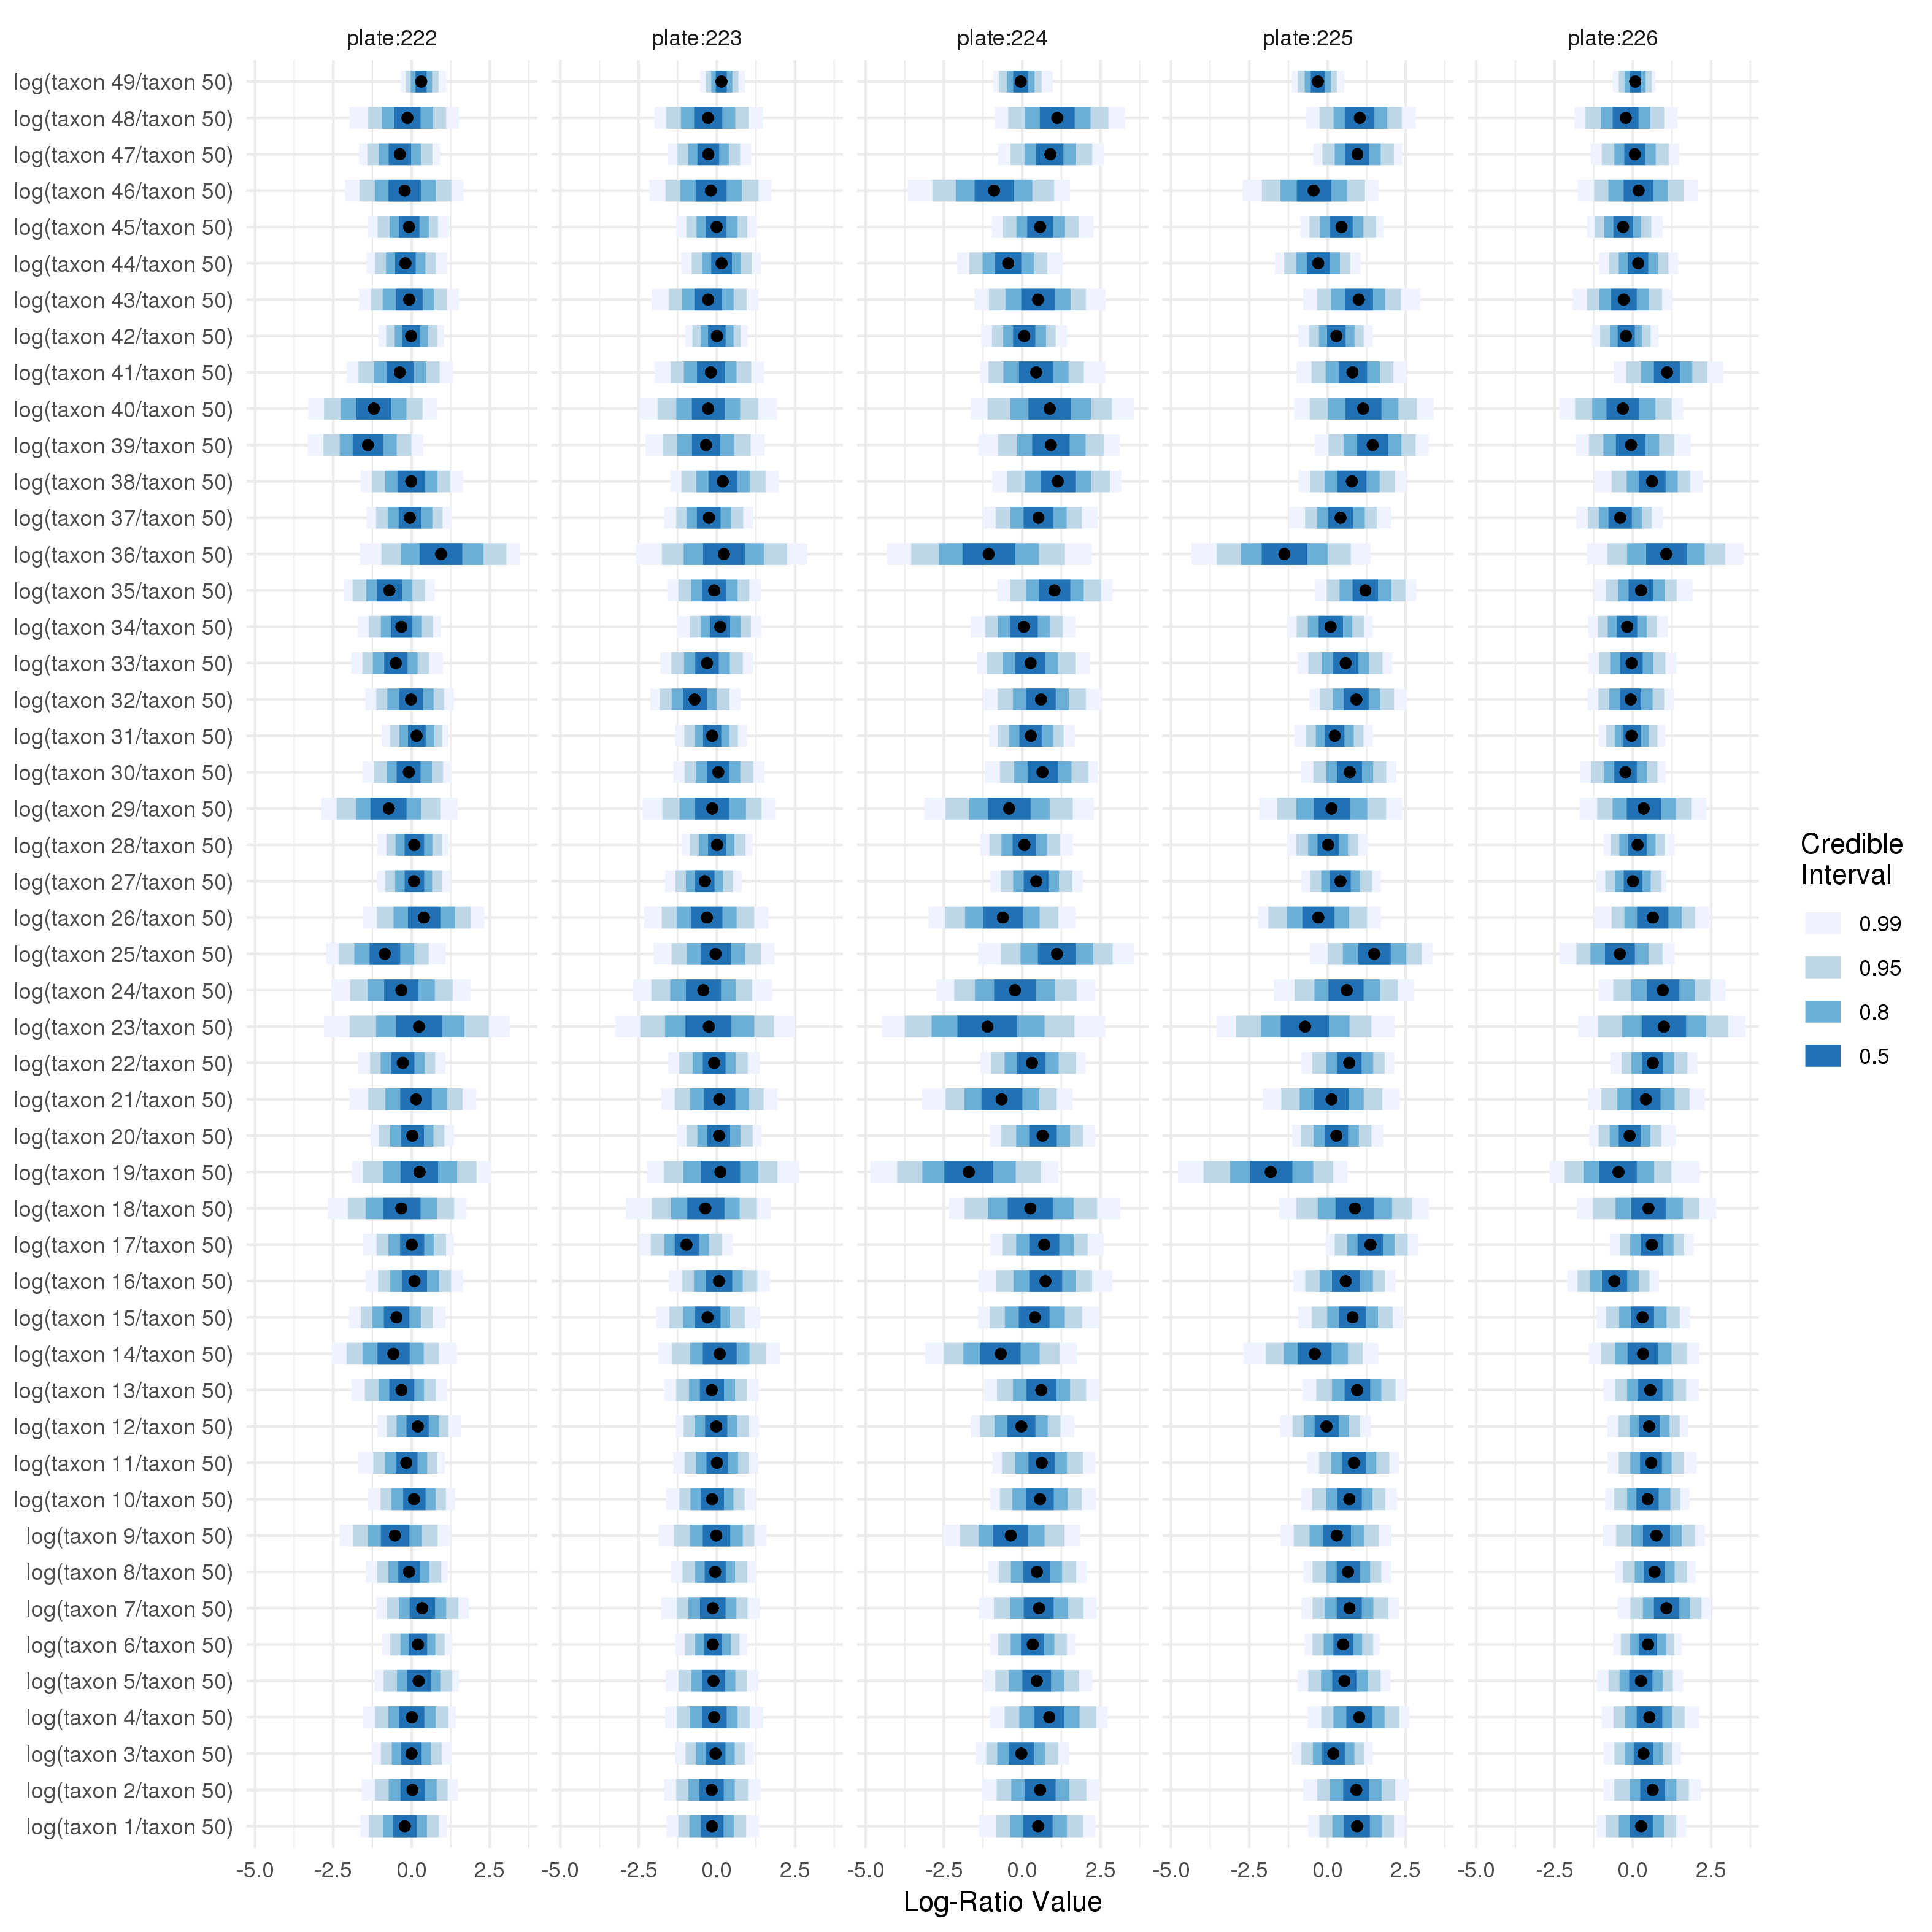 plate:222 plate:223 plate:224 plate:225 plate:226
log(taxon 49/taxon 50)
log(taxon 48/taxon 50)
log(taxon 47/taxon 50)
log(taxon 46/taxon 50)
log(taxon 45/taxon 50)
log(taxon 44/taxon 50)
log(taxon 43/taxon 50)
log(taxon 42/taxon 50)
log(taxon 41/taxon 50)
log(taxon 40/taxon 50)
log(taxon 39/taxon 50)
log(taxon 38/taxon 50)
log(taxon 37/taxon 50)
log(taxon 36/taxon 50)
log(taxon 35/taxon 50)
log(taxon 34/taxon 50)
log(taxon 33/taxon 50)
log(taxon 32/taxon 50)
log(taxon 31/taxon 50)
log(taxon 30/taxon 50)
log(taxon 29/taxon 50)
log(taxon 28/taxon 50)
log(taxon 27/taxon 50)
log(taxon 26/taxon 50)
log(taxon 25/taxon 50)
log(taxon 24/taxon 50)
log(taxon 23/taxon 50)
log(taxon 22/taxon 50)
log(taxon 21/taxon 50)
log(taxon 20/taxon 50)
log(taxon 19/taxon 50)
log(taxon 18/taxon 50)
log(taxon 17/taxon 50)
log(taxon 16/taxon 50)
log(taxon 15/taxon 50)
log(taxon 14/taxon 50)
log(taxon 13/taxon 50)
log(taxon 12/taxon 50)
log(taxon 11/taxon 50)
log(taxon 10/taxon 50)
log(taxon 9/taxon 50)
log(taxon 8/taxon 50)
log(taxon 7/taxon 50)
log(taxon 6/taxon 50)
log(taxon 5/taxon 50)
log(taxon 4/taxon 50)
log(taxon 3/taxon 50)
log(taxon 2/taxon 50)
log(taxon 1/taxon 50)
-5.0 -2.5 0.0 2.5 -5.0 -2.5 0.0 2.5 -5.0 -2.5 0.0 2.5 -5.0 -2.5 0.0 2.5 -5.0 -2.5 0.0 2.5
Log-Ratio Value
Credible
Interval
0.99
0.95
0.8
0.5